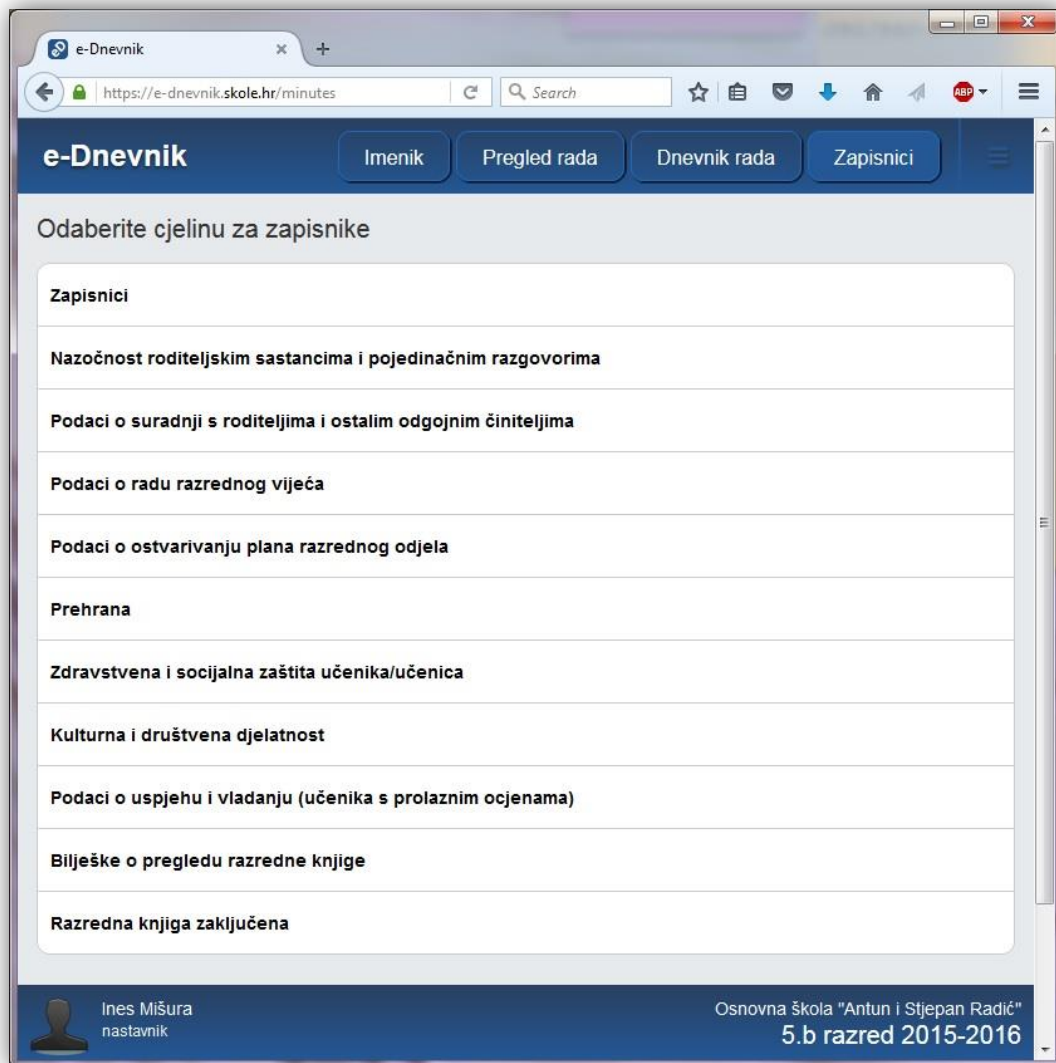 e-Dnevnik
https://e-dnevnik.skole.hr/minutes
Search
ABP
e-Dnevnik
Imenik
Pregled rada
Dnevnik rada
Zapisnici
Odaberite cjelinu za zapisnike
Zapisnici
Nazočnost roditeljskim sastancima i pojedinačnim razgovorima
Podaci o suradnji s roditeljima i ostalim odgojnim činiteljima
Podaci o radu razrednog vijeća
Podaci o ostvarivanju plana razrednog odjela
Prehrana
Zdravstvena i socijalna zaštita učenika/učenica
Kulturna i društvena djelatnost
Podaci o uspjehu i vladanju (učenika s prolaznim ocjenama)
Bilješke o pregledu razredne knjige
Razredna knjiga zaključena
Ines Mišura
nastavnik
Osnovna škola "Antun i Stjepan Radić"
5.b razred 2015-2016